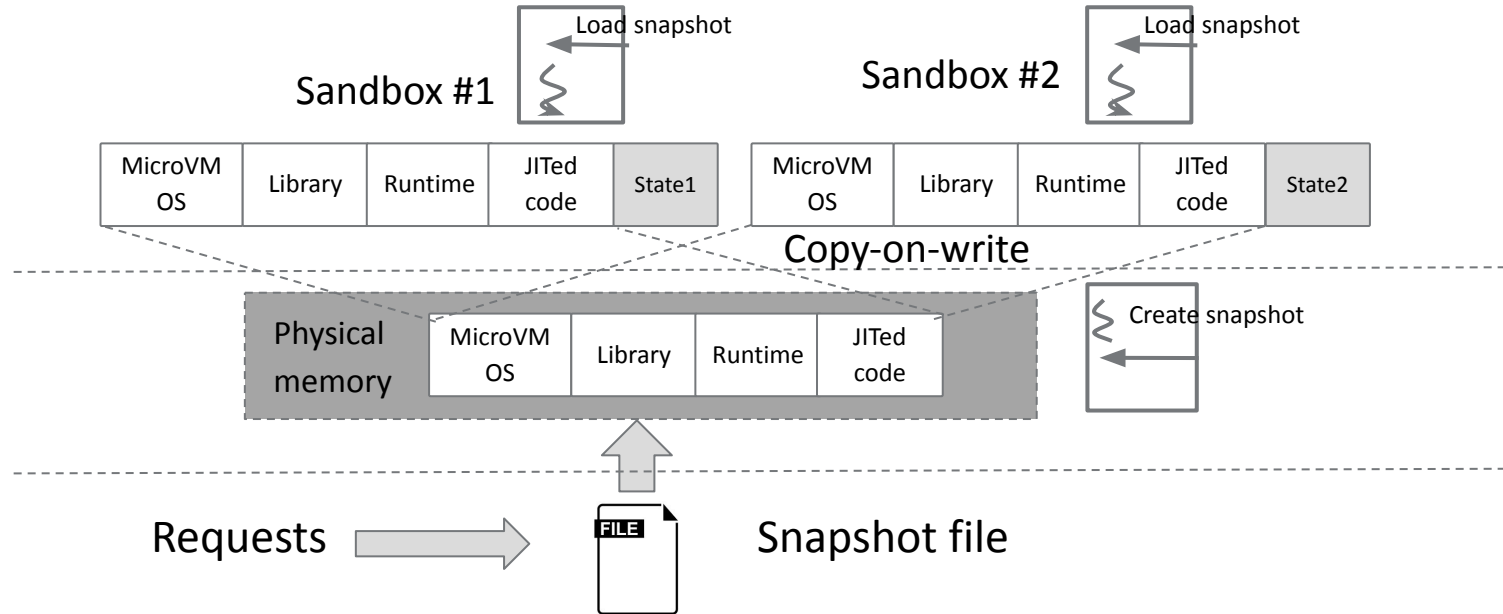 Load snapshot
Load snapshot
Sandbox #1
Sandbox #2
MicroVM
OS
Library
Runtime
JITed
code
State1
MicroVM
OS
Library
Runtime
JITed
code
State2
Copy-on-write
Physical
memory
MicroVM
OS
Library
Runtime
JITed
code
Create snapshot
Requests
FILE
Snapshot file